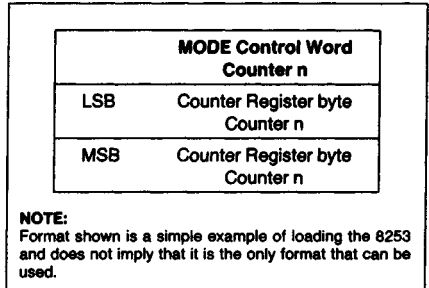 MODE Control Word
Counter n
LSB Counter Register byte
Counter n
MSB Counter Register byte
Counter n
NOTE:
Format shown is a simple example of loading the 8253
and does not imply that it is the only format that can be
used.